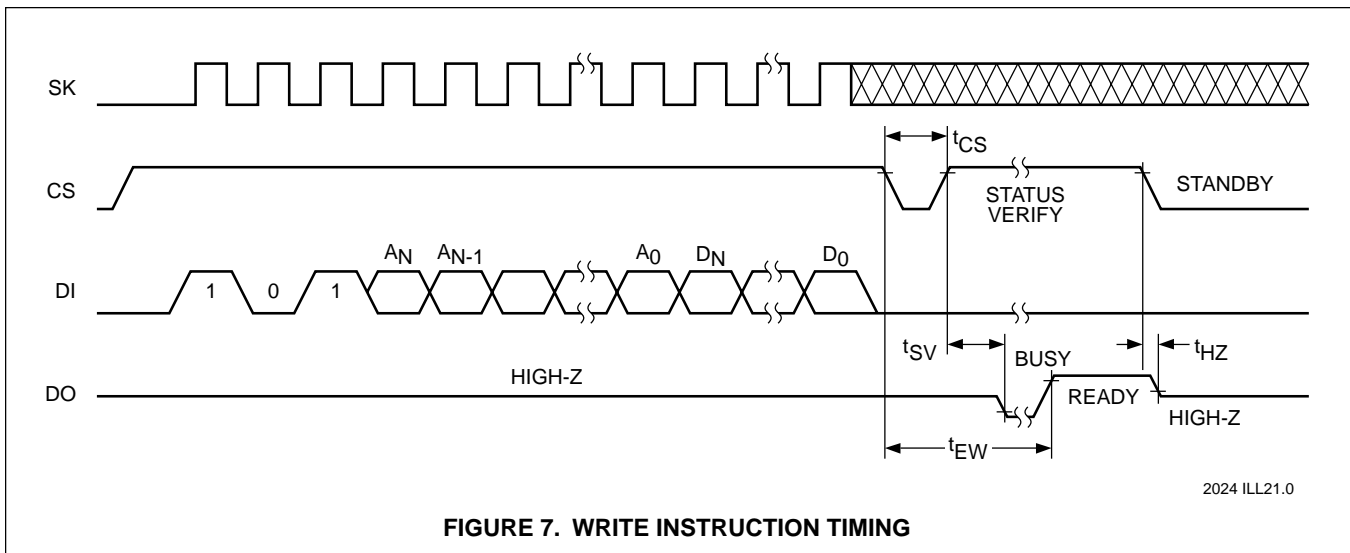 SK
CS
tCS
STATUS
VERIFY
STANDBY
DI
1 0 1 AN AN-1 A0 DN D0
tSV
BUSY
tHZ
DO
HIGH-Z
READY
HIGH-Z
tEW
2024 ILL21.0
FIGURE 7. WRITE INSTRUCTION TIMING